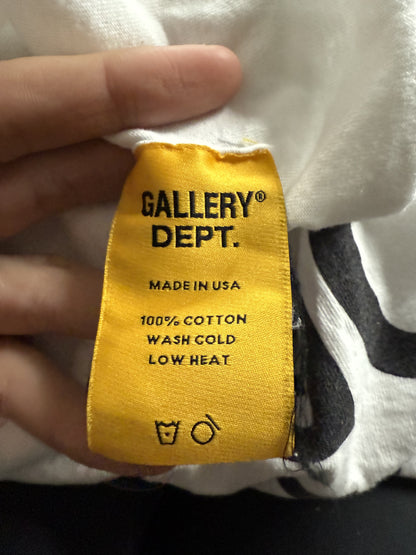 GALLERY®
DEPT.
MADE IN USA
100% COTTON
WASH COLD
LOW HEAT